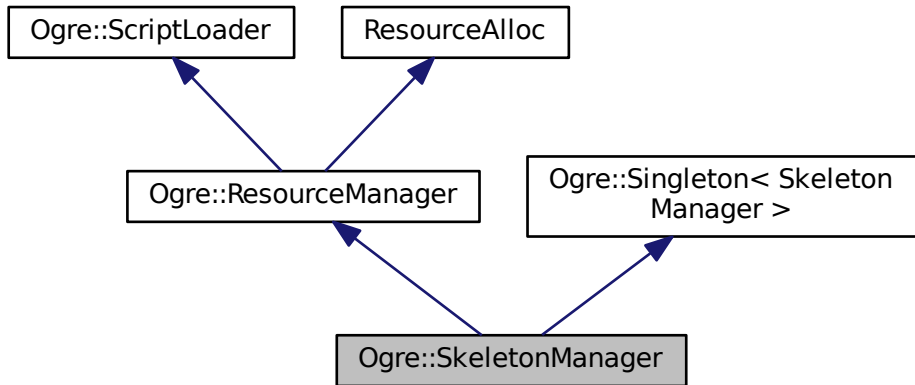 Ogre::ScriptLoader
ResourceAlloc
Ogre::ResourceManager
Ogre::Singleton< Skeleton
Manager >
Ogre::SkeletonManager